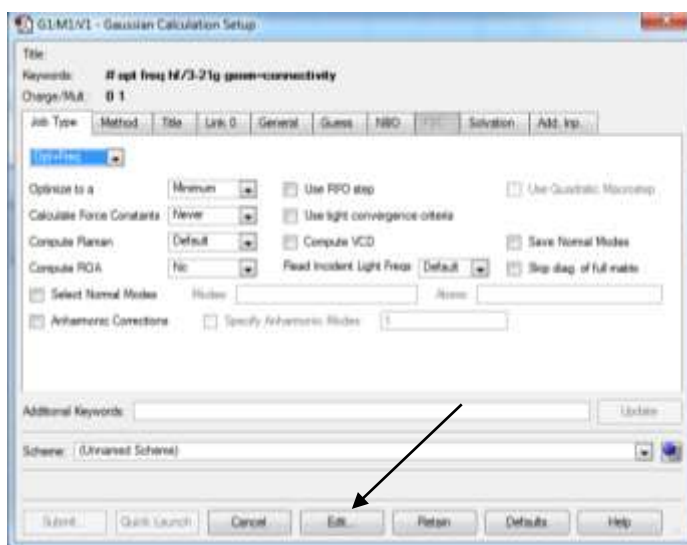 G1:M1:V1 - Gaussian Calculation Setup
Title:
Keywords: # opt freq hf/3-21g geom=connectivity
Charge/Mult: 0 1
Job Type Method Title Link 0 General Guess NBO PBC Solvation Add. Inp.
Opt+Freq
Optimize to a Minimum Use RFO step Use Quadratic Macrostep
Calculate Force Constants Never Use tight convergence criteria
Compute Raman Default Compute VCD Save Normal Modes
Compute ROA No Read Incident Light Freqs Default Skip diag. of full matrix
Select Normal Modes Modes: Atoms:
Anharmonic Corrections Specify Anharmonic Modes 1
Additional Keywords: Update
Scheme: (Unnamed Scheme)
Submit... Quick Launch Cancel Edit... Retain Defaults Help